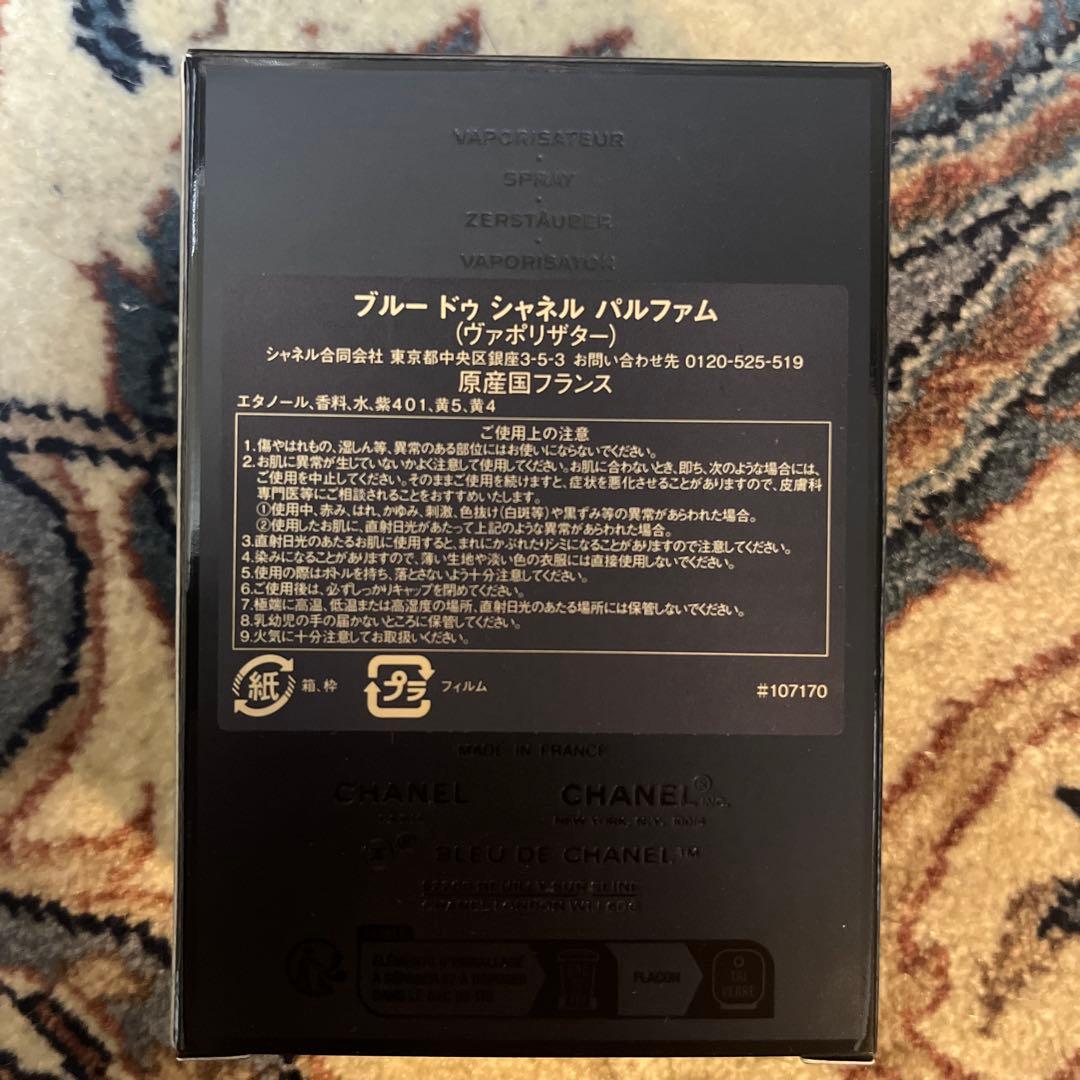 VAPORISATEUR
SPRAY
ZERSTÄUBER
VAPORISATOR
ブルー ドゥ シャネル パルファム
(ヴァポリザター)
シャネル合同会社 東京都中央区銀座3-5-3 お問い合わせ先 0120-525-519
原産国フランス
エタノール、香料、水、紫401、黄5、黄4
ご使用上の注意
1.傷やはれもの、湿しん等、異常のある部位にはお使いにならないでください。
2.お肌に異常が生じていないかよく注意して使用してください。お肌に合わないとき、即ち、次のような場合には、
ご使用を中止してください。そのままご使用を続けますと、症状を悪化させることがありますので、皮膚科
専門医等にご相談されることをおすすめいたします。
①使用中、赤み、はれ、かゆみ、刺激、色抜け(白斑等)や黒ずみ等の異常があらわれた場合。
②使用したお肌に、直射日光があたって上記のような異常があらわれた場合。
3.直射日光のあたるお肌に使用すると、まれにかぶれたりシミになることがありますので注意してください。
4.染みになることがありますので、薄い生地や淡い色の衣服には直接使用しないでください。
5.使用の際はボトルを持ち、落とさないよう十分注意してください。
6.ご使用後は、必ずしっかりキャップを閉めてください。
7.極端に高温、低温または高湿度の場所、直射日光のあたる場所には保管しないでください。
8.乳幼児の手の届かないところに保管してください。
9.火気に十分注意してお取扱いください。
紙 箱、枠 プラ フィルム #107170
MADE IN FRANCE
CHANEL CHANEL® INC.
PARIS NEW YORK, N.Y. 10019
BLEU DE CHANEL™
ÉLÉMENTS D'EMBALLAGE
À SÉPARER ET À DÉPOSER
DANS LE BAC DE TRI
FLACON
TRI
VERRE